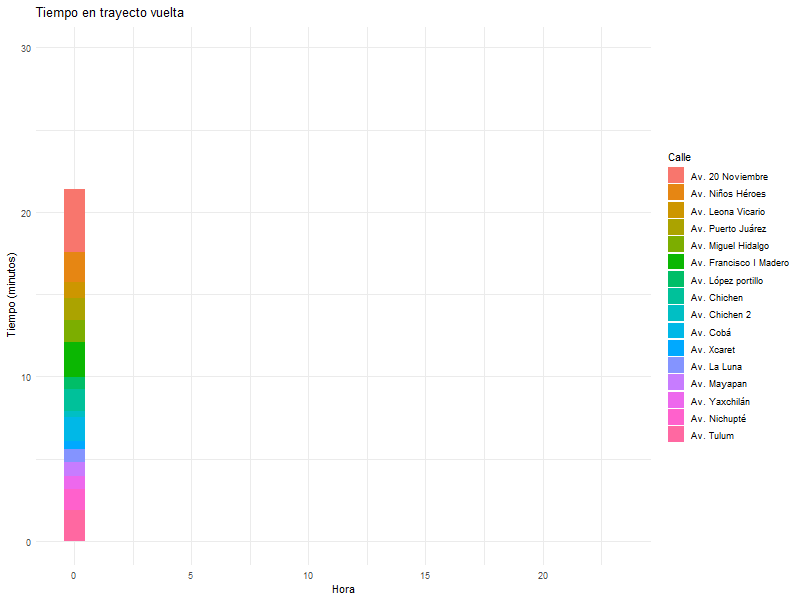 Tiempo en trayecto vuelta
30
20
10
0
Tiempo (minutos)
0
5
10
15
20
Hora
Calle
Av. 20 Noviembre
Av. Niños Héroes
Av. Leona Vicario
Av. Puerto Juárez
Av. Miguel Hidalgo
Av. Francisco I Madero
Av. López portillo
Av. Chichen
Av. Chichen 2
Av. Cobá
Av. Xcaret
Av. La Luna
Av. Mayapan
Av. Yaxchilán
Av. Nichupté
Av. Tulum